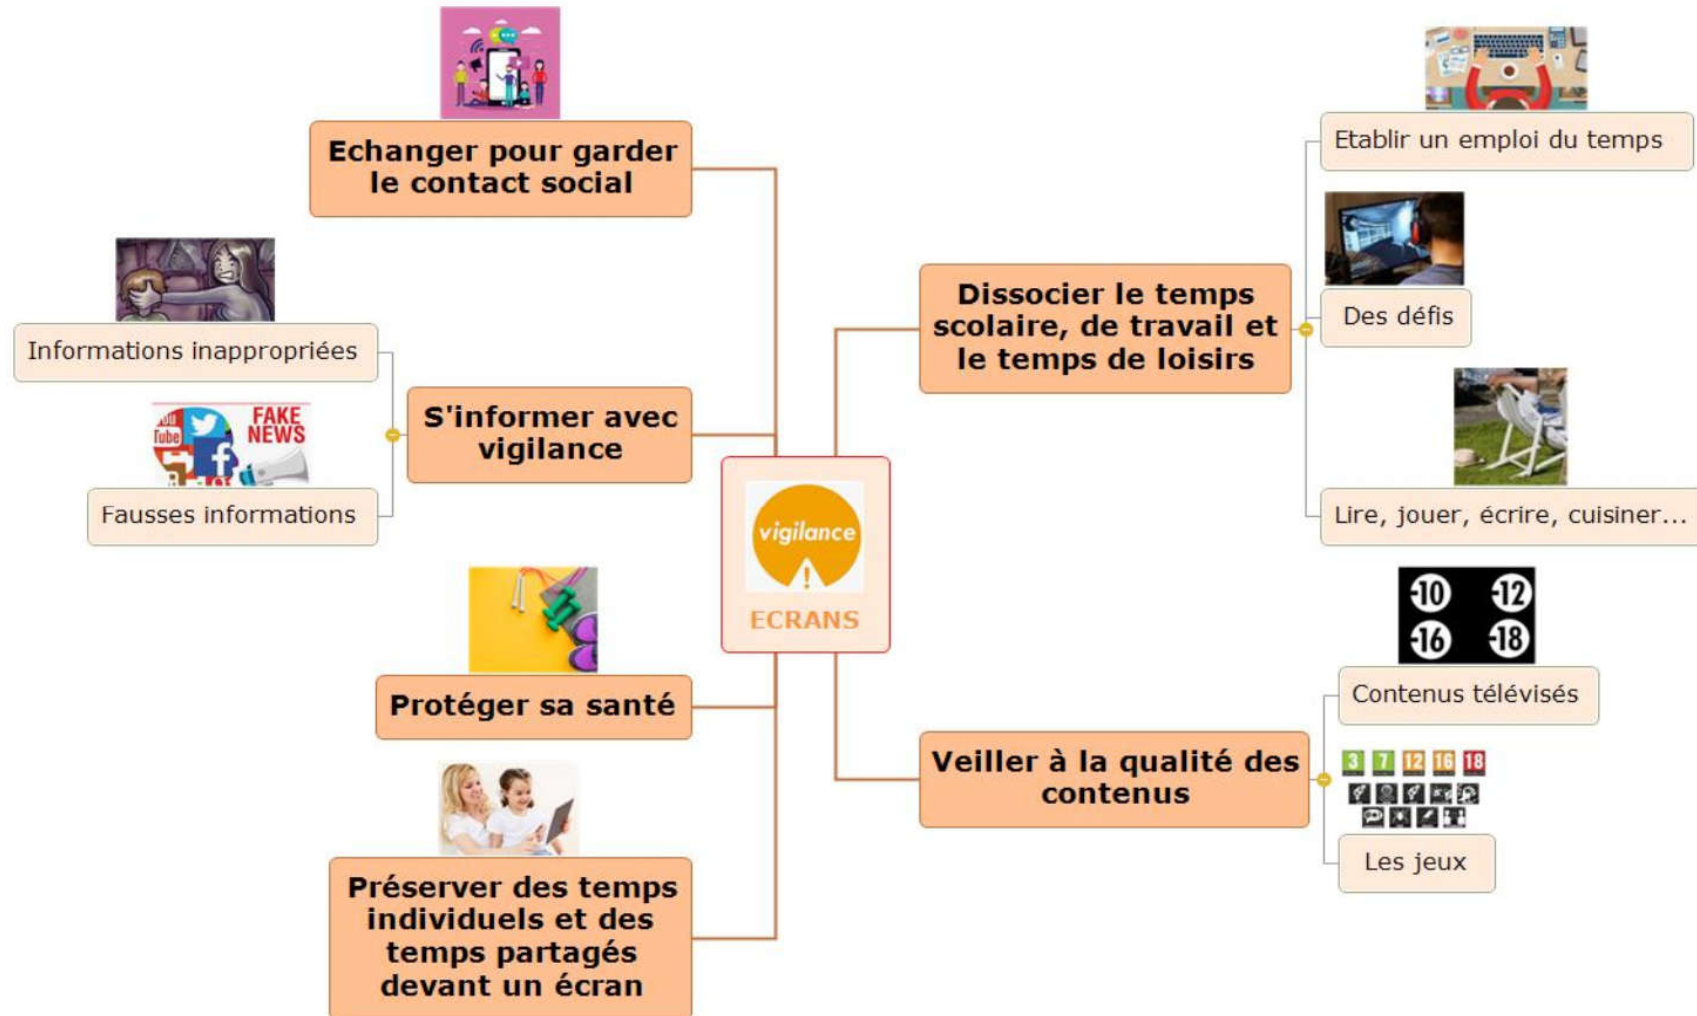 Echanger pour garder
le contact social
Informations inappropriées
You
Tube
FAKE
NEWS
Fausses informations
S'informer avec
vigilance
Protéger sa santé
Préserver des temps
individuels et des
temps partagés
devant un écran
vigilance
!
ECRANS
Dissocier le temps
scolaire, de travail et
le temps de loisirs
Etablir un emploi du temps
Des défis
Lire, jouer, écrire, cuisiner...
Veiller à la qualité des
contenus
-10 -12
-16 -18
Contenus télévisés
3 7 12 16 18
Les jeux